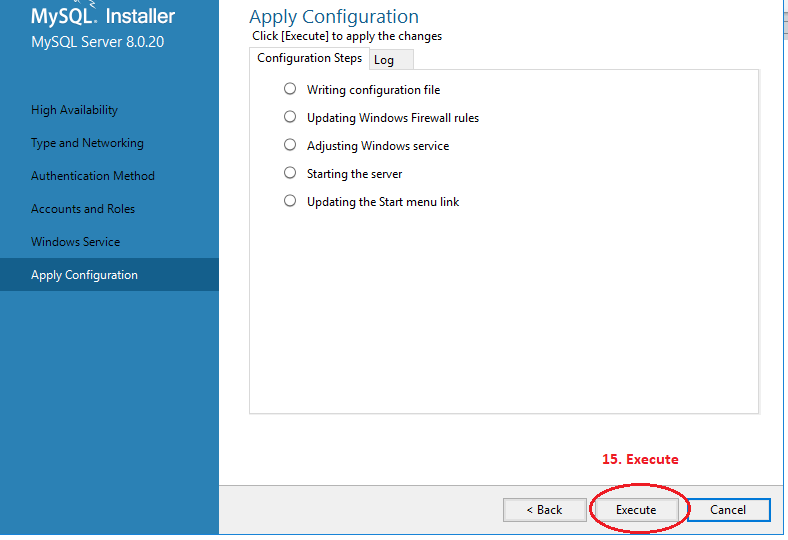 MySQL. Installer
MySQL Server 8.0.20
High Availability
Type and Networking
Authentication Method
Accounts and Roles
Windows Service
Apply Configuration
Apply Configuration
Click [Execute] to apply the changes
Configuration Steps Log
Writing configuration file
Updating Windows Firewall rules
Adjusting Windows service
Starting the server
Updating the Start menu link
15. Execute
< Back Execute Cancel